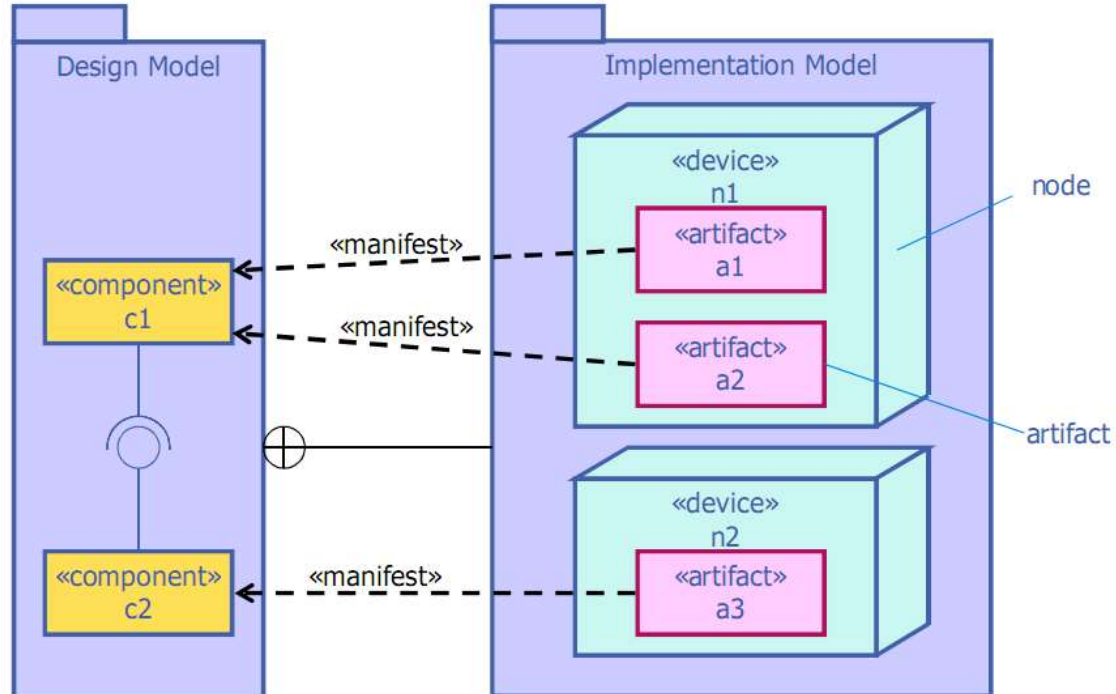 Design Model
Implementation Model
«device»
n1
node
«manifest»
«artifact»
a1
«component»
c1
«manifest»
«artifact»
a2
artifact
«device»
n2
«component»
c2
«manifest»
«artifact»
a3